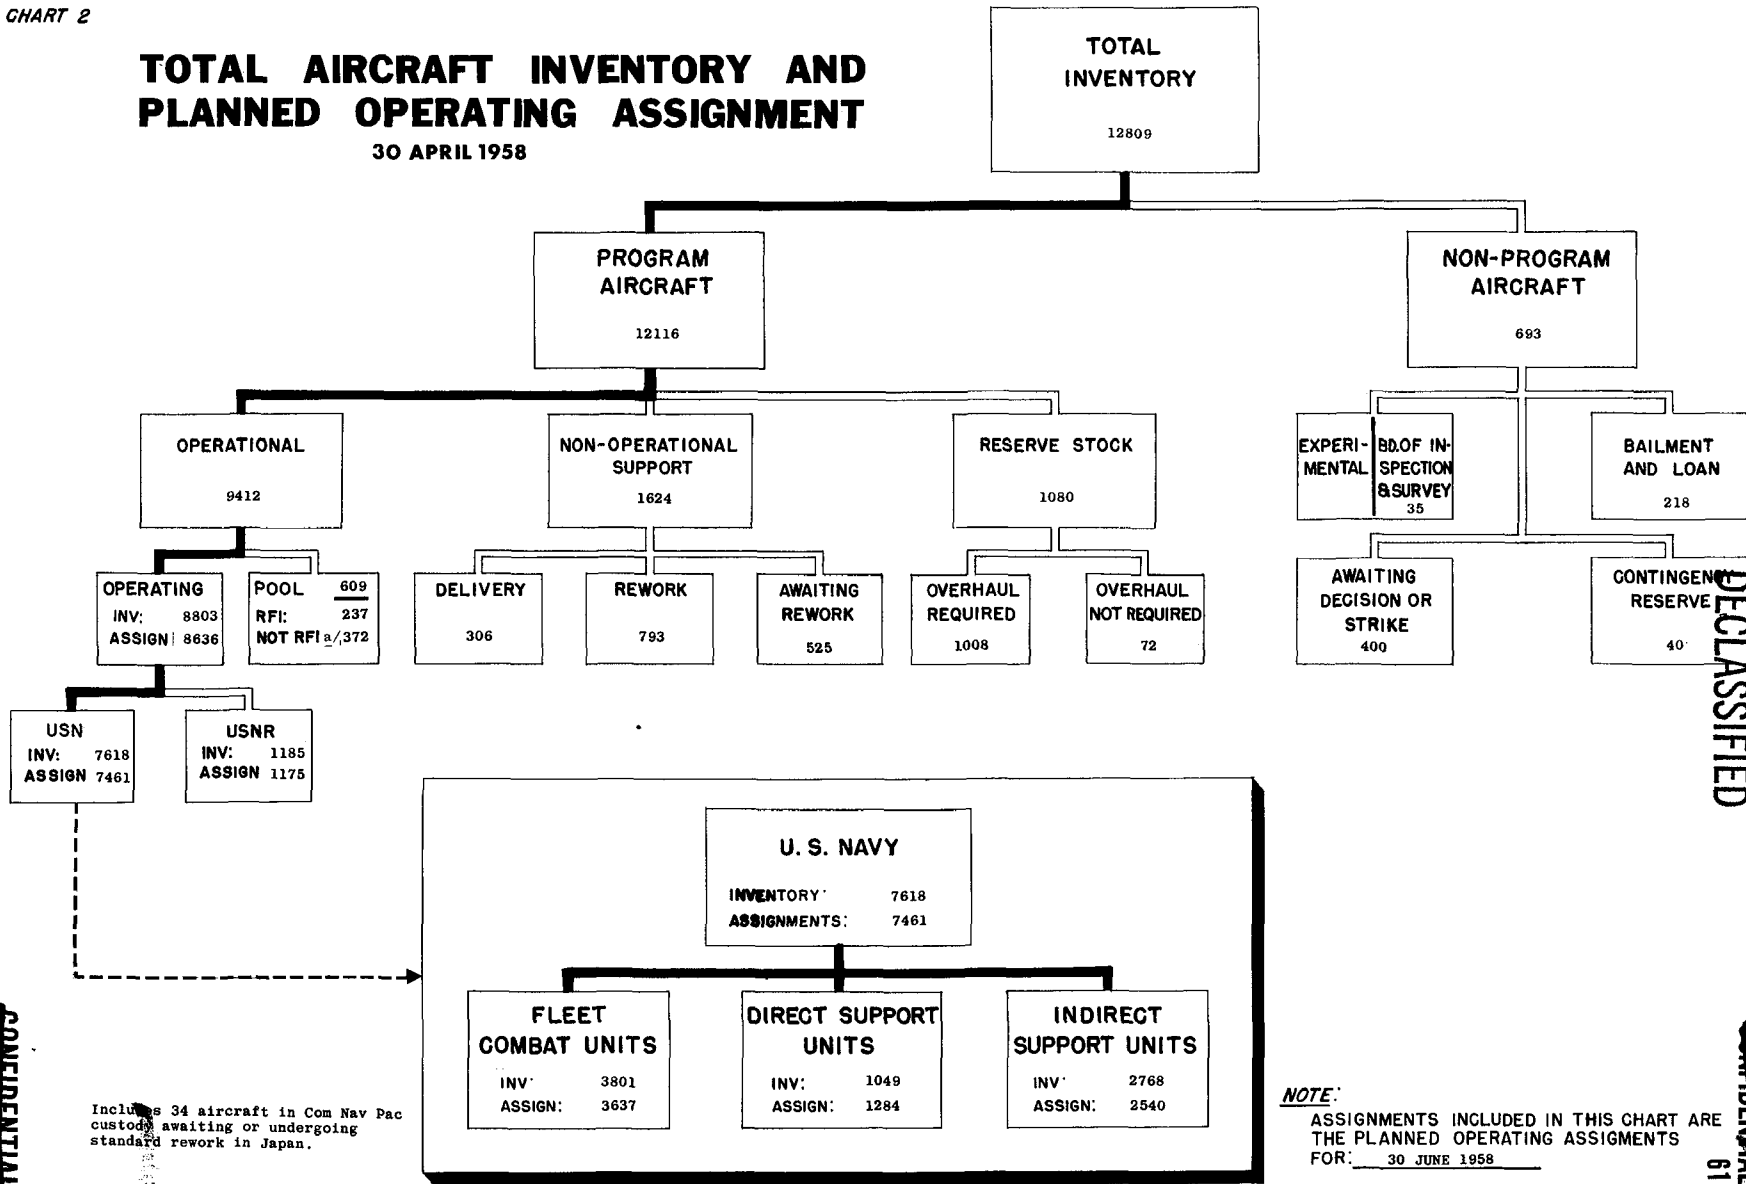 CHART 2
TOTAL AIRCRAFT INVENTORY AND
PLANNED OPERATING ASSIGNMENT
30 APRIL 1958
TOTAL
INVENTORY
12809
PROGRAM
AIRCRAFT
12116
NON-PROGRAM
AIRCRAFT
693
OPERATIONAL
9412
NON-OPERATIONAL
SUPPORT
1624
RESERVE STOCK
1080
EXPERI-
MENTAL
BD.OF IN-
SPECTION
&SURVEY
35
BAILMENT
AND LOAN
218
OPERATING
INV: 8803
ASSIGN: 8636
POOL 609
RFI: 237
NOT RFI a/ 372
DELIVERY
306
REWORK
793
AWAITING
REWORK
525
OVERHAUL
REQUIRED
1008
OVERHAUL
NOT REQUIRED
72
AWAITING
DECISION OR
STRIKE
400
CONTINGENCY
RESERVE
40
DECLASSIFIED
USN
INV: 7618
ASSIGN 7461
USNR
INV: 1185
ASSIGN 1175
U. S. NAVY
INVENTORY: 7618
ASSIGNMENTS: 7461
FLEET
COMBAT UNITS
INV: 3801
ASSIGN: 3637
DIRECT SUPPORT
UNITS
INV: 1049
ASSIGN: 1284
INDIRECT
SUPPORT UNITS
INV: 2768
ASSIGN: 2540
Includes 34 aircraft in Com Nav Pac
custody awaiting or undergoing
standard rework in Japan.
NOTE:
ASSIGNMENTS INCLUDED IN THIS CHART ARE
THE PLANNED OPERATING ASSIGMENTS
FOR: 30 JUNE 1958
CONFIDENTIAL
CONFIDENTIAL
61